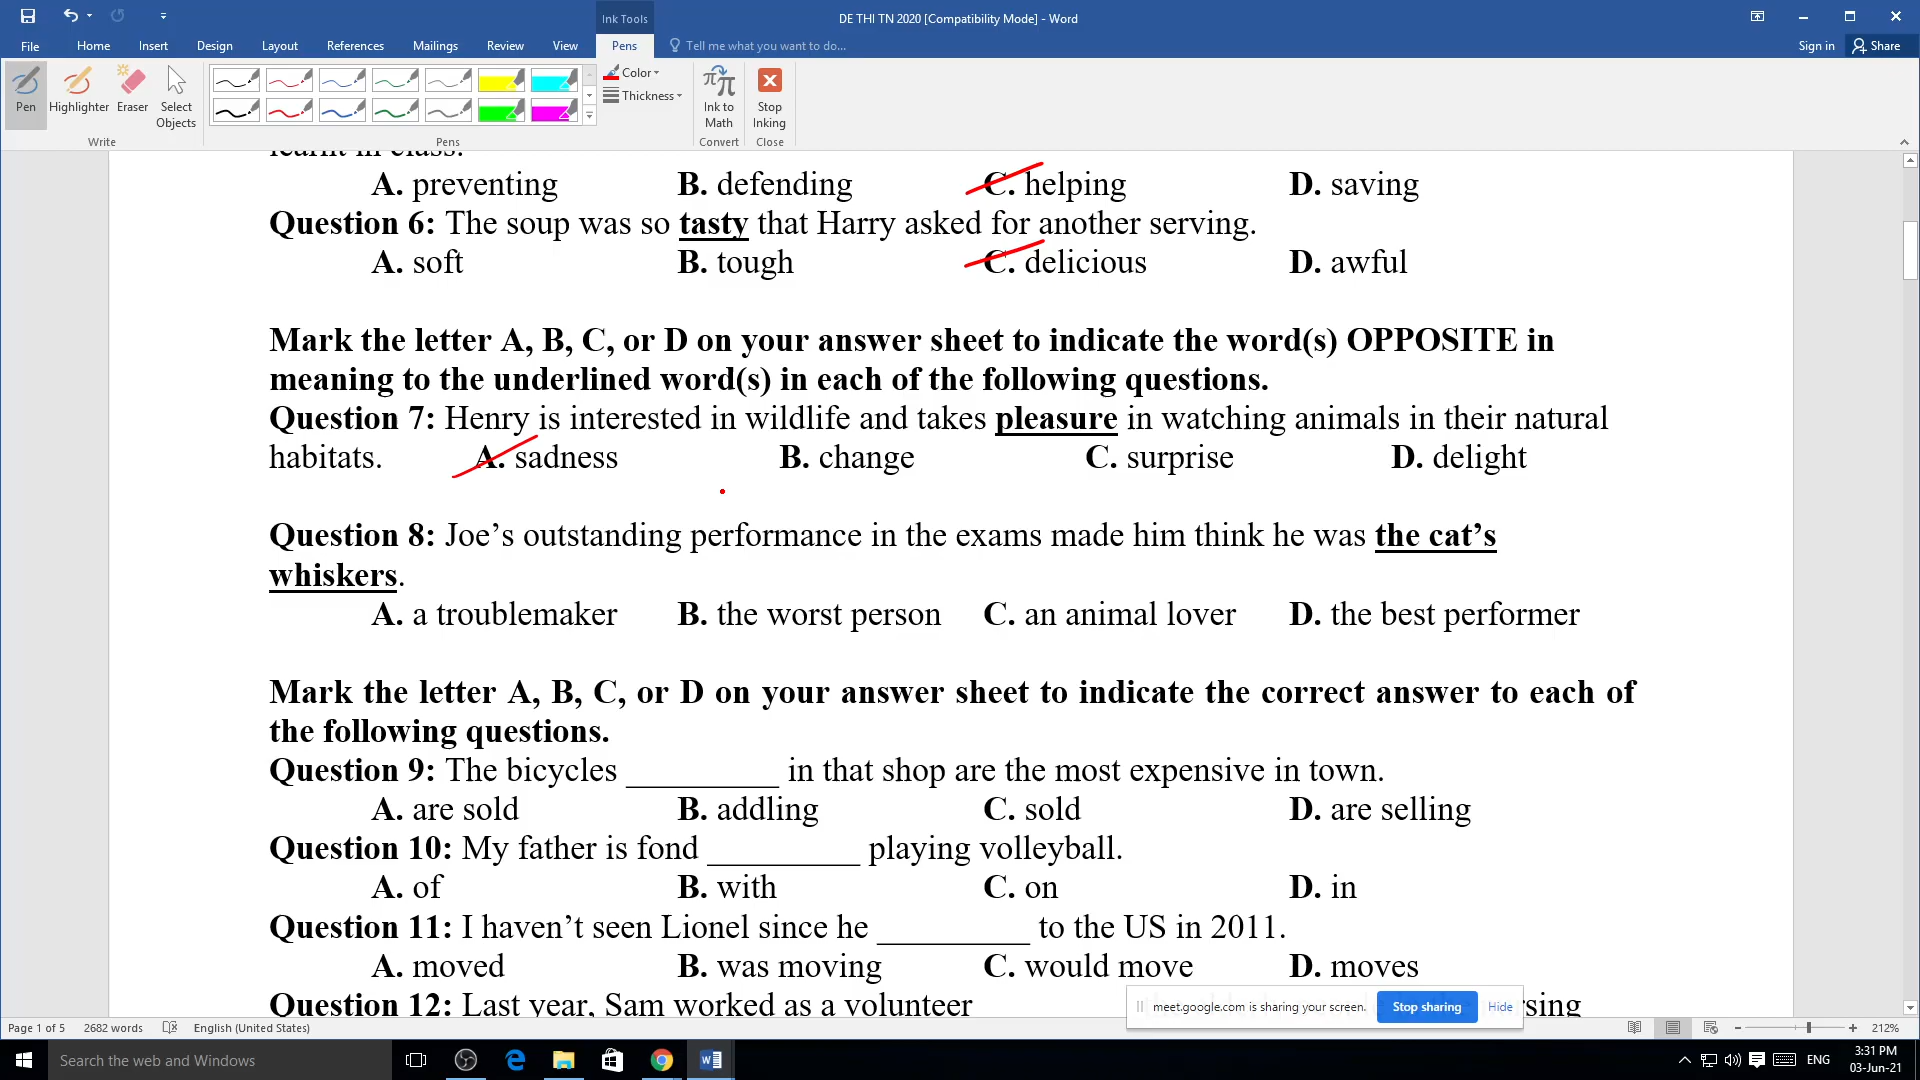 Ink Tools
DE THI TN 2020 [Compatibility Mode] - Word
File Home Insert Design Layout References Mailings Review View Pens Tell me what you want to do... Sign in Share
Pen Highlighter Eraser Select Objects
Color
Thickness
Ink to Math
Stop Inking
Write Pens Convert Close
learnt in class.
A. preventing B. defending C. helping D. saving
Question 6: The soup was so tasty that Harry asked for another serving.
A. soft B. tough C. delicious D. awful
Mark the letter A, B, C, or D on your answer sheet to indicate the word(s) OPPOSITE in
meaning to the underlined word(s) in each of the following questions.
Question 7: Henry is interested in wildlife and takes pleasure in watching animals in their natural
habitats. A. sadness B. change C. surprise D. delight
Question 8: Joe’s outstanding performance in the exams made him think he was the cat’s
whiskers.
A. a troublemaker B. the worst person C. an animal lover D. the best performer
Mark the letter A, B, C, or D on your answer sheet to indicate the correct answer to each of
the following questions.
Question 9: The bicycles _________ in that shop are the most expensive in town.
A. are sold B. addling C. sold D. are selling
Question 10: My father is fond _________ playing volleyball.
A. of B. with C. on D. in
Question 11: I haven’t seen Lionel since he _________ to the US in 2011.
A. moved B. was moving C. would move D. moves
Question 12: Last year, Sam worked as a volunteer
meet.google.com is sharing your screen. Stop sharing Hide
Page 1 of 5 2682 words English (United States) 212%
Search the web and Windows
ENG
3:31 PM
03-Jun-21